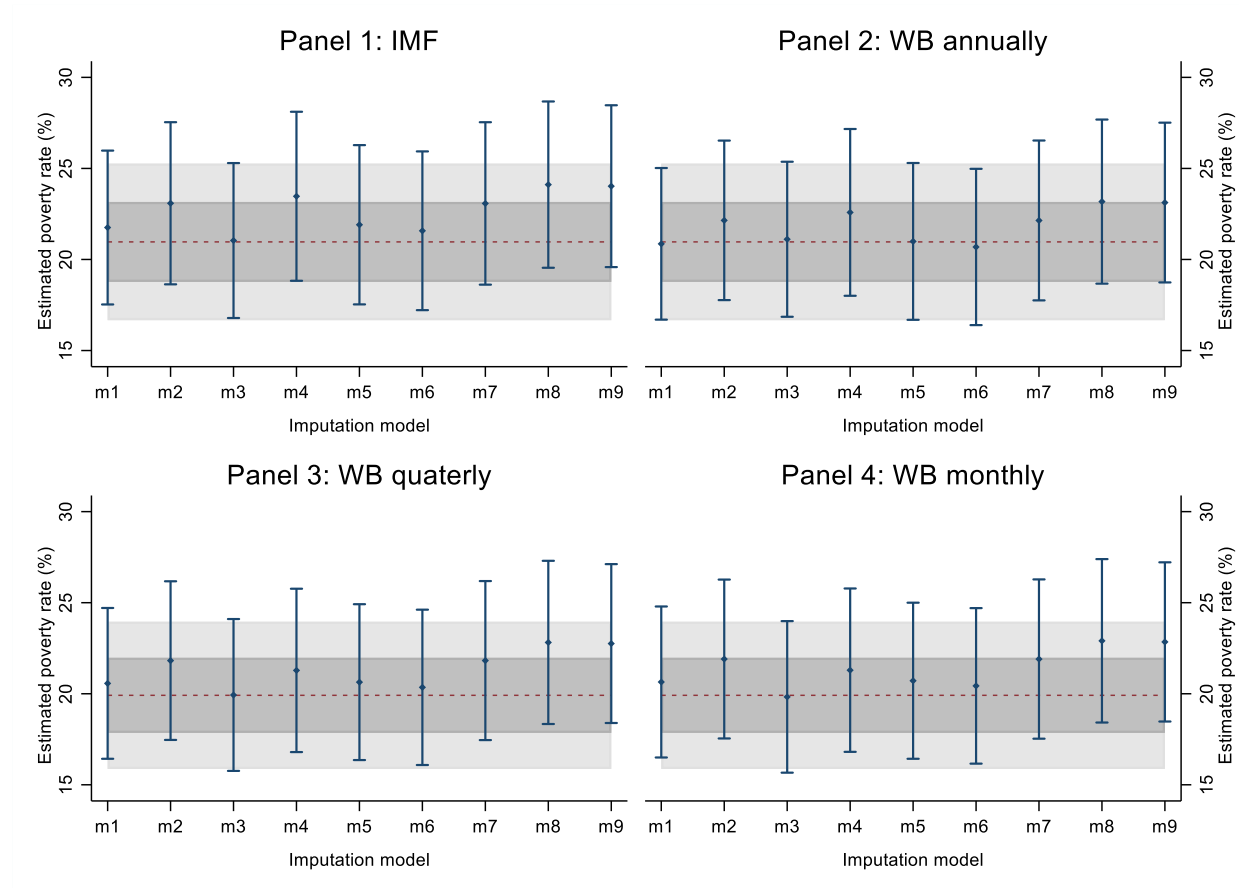 Panel 1: IMF
Estimated poverty rate (%)
30
25
20
15
m1 m2 m3 m4 m5 m6 m7 m8 m9
Imputation model
Panel 2: WB annually
Estimated poverty rate (%)
30
25
20
15
m1 m2 m3 m4 m5 m6 m7 m8 m9
Imputation model
Panel 3: WB quaterly
Estimated poverty rate (%)
30
25
20
15
m1 m2 m3 m4 m5 m6 m7 m8 m9
Imputation model
Panel 4: WB monthly
Estimated poverty rate (%)
30
25
20
15
m1 m2 m3 m4 m5 m6 m7 m8 m9
Imputation model